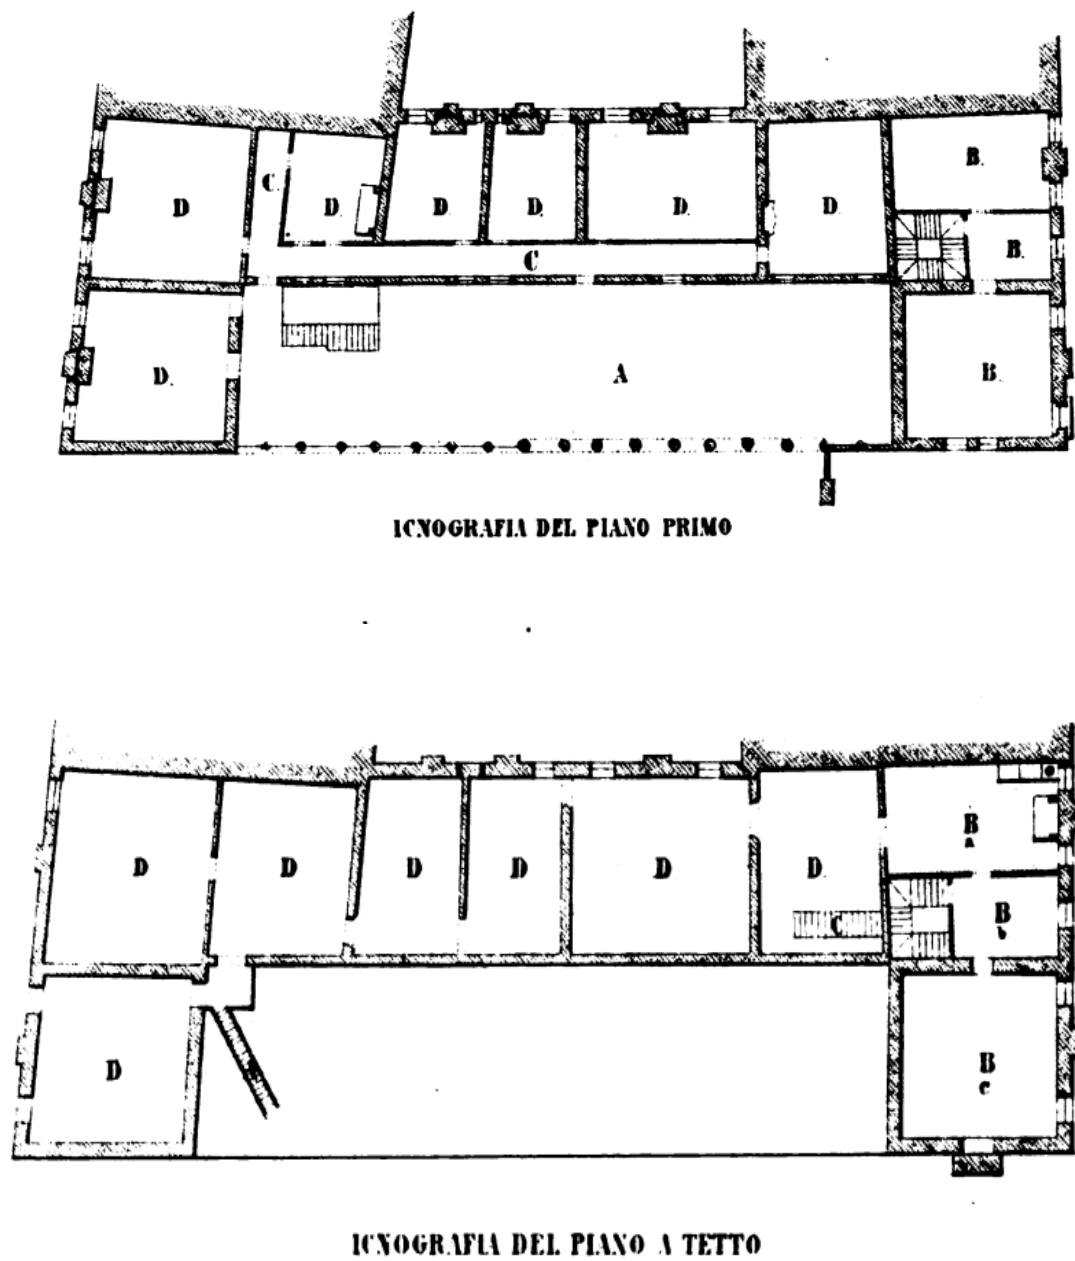 B.
C.
D
D.
D.
D.
D.
D.
B.
C
D.
A
B.
ICNOGRAFIA DEL PIANO PRIMO
B
a
D
D
D
D
D
D.
B
b
C
D
B
c
ICNOGRAFIA DEL PIANO A TETTO